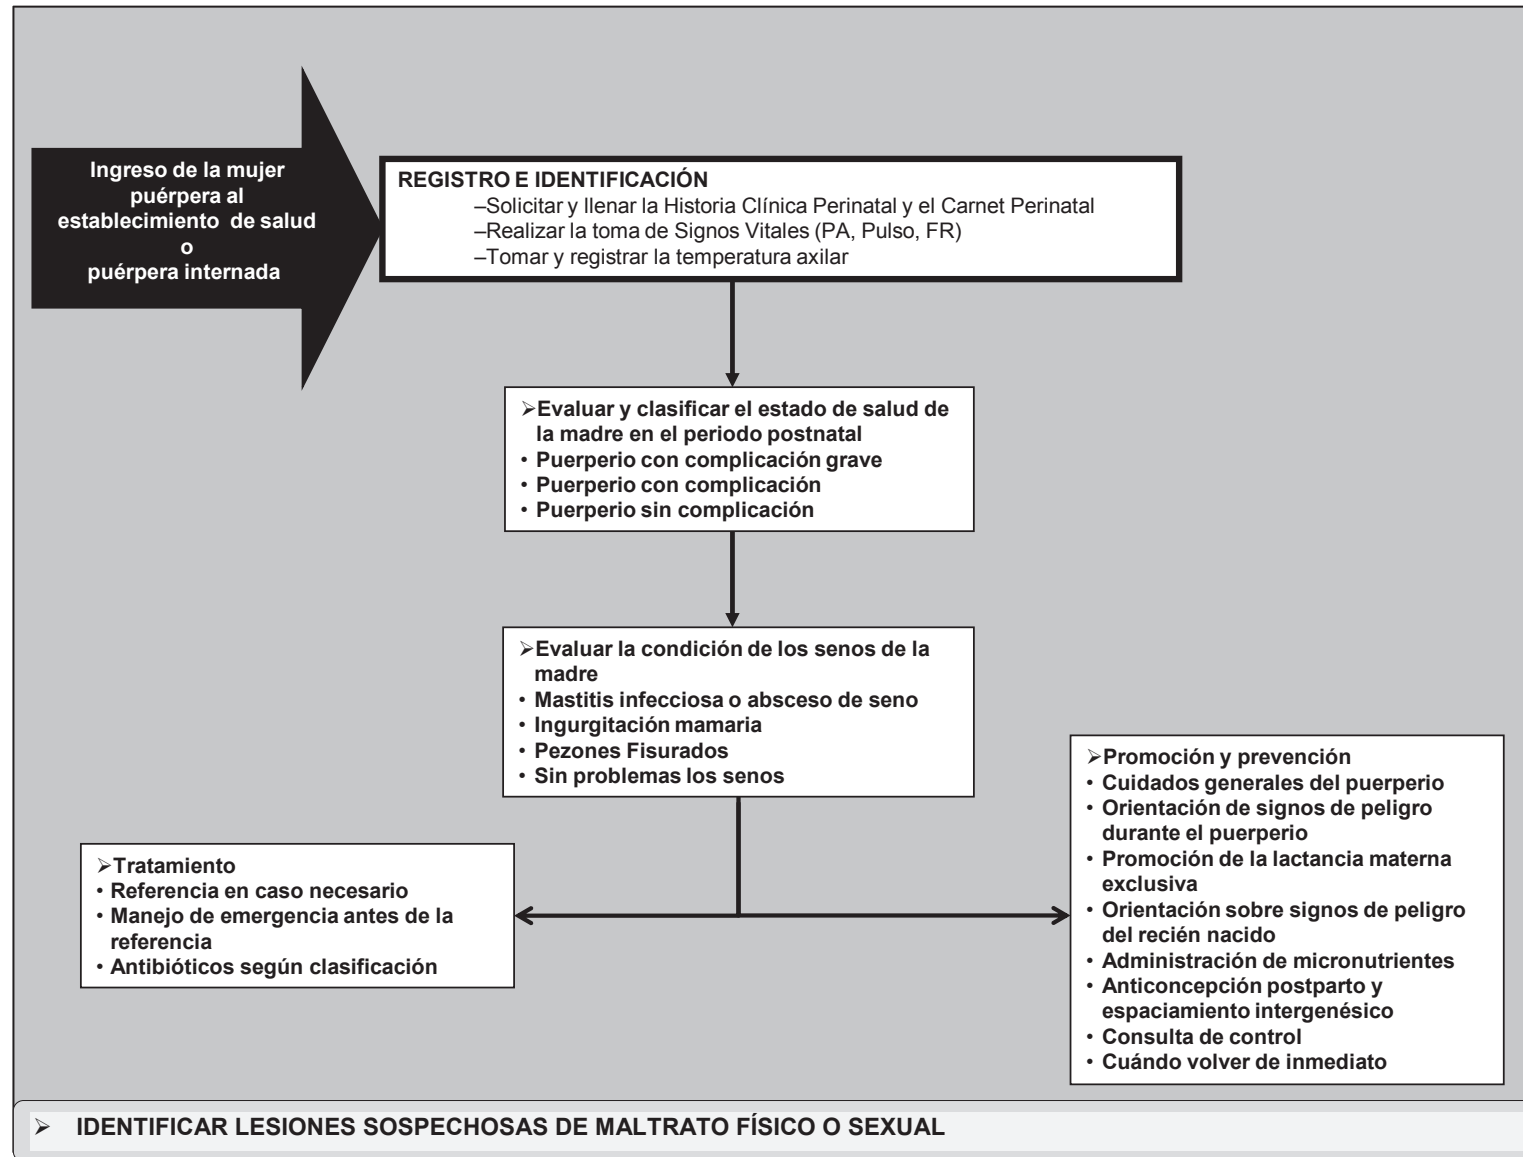 Ingreso de la mujer
puérpera al
establecimiento de salud
o
puérpera internada
REGISTRO E IDENTIFICACIÓN
–Solicitar y llenar la Historia Clínica Perinatal y el Carnet Perinatal
–Realizar la toma de Signos Vitales (PA, Pulso, FR)
–Tomar y registrar la temperatura axilar
➢Evaluar y clasificar el estado de salud de
la madre en el periodo postnatal
• Puerperio con complicación grave
• Puerperio con complicación
• Puerperio sin complicación
➢Evaluar la condición de los senos de la
madre
• Mastitis infecciosa o absceso de seno
• Ingurgitación mamaria
• Pezones Fisurados
• Sin problemas los senos
➢Tratamiento
• Referencia en caso necesario
• Manejo de emergencia antes de la
referencia
• Antibióticos según clasificación
➢Promoción y prevención
• Cuidados generales del puerperio
• Orientación de signos de peligro
durante el puerperio
• Promoción de la lactancia materna
exclusiva
• Orientación sobre signos de peligro
del recién nacido
• Administración de micronutrientes
• Anticoncepción postparto y
espaciamiento intergenésico
• Consulta de control
• Cuándo volver de inmediato
➢ IDENTIFICAR LESIONES SOSPECHOSAS DE MALTRATO FÍSICO O SEXUAL